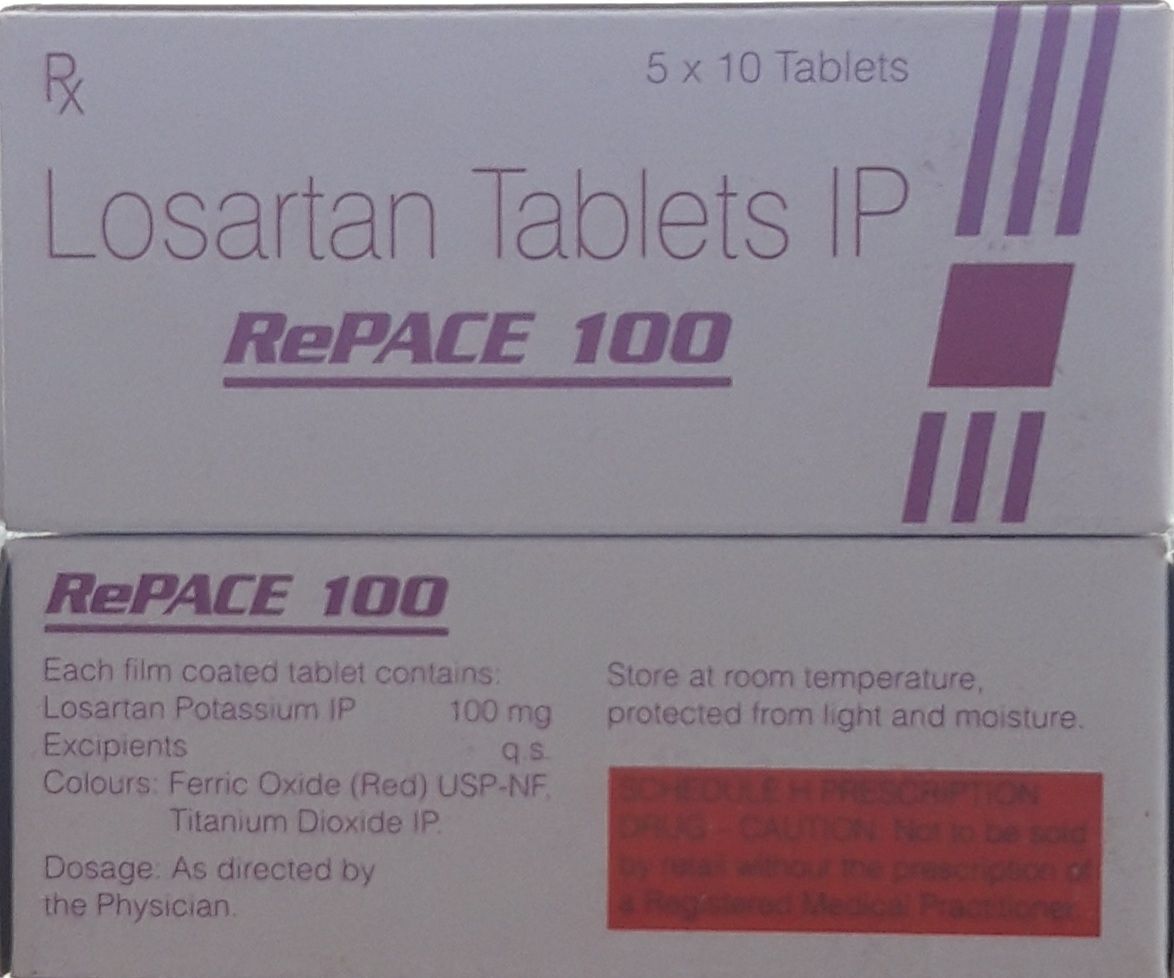 Rx
5 x 10 Tablets
Losartan Tablets IP
RePACE 100
RePACE 100
Each film coated tablet contains:
Losartan Potassium IP 100 mg
Excipients q.s.
Colours: Ferric Oxide (Red) USP-NF,
Titanium Dioxide IP.
Dosage: As directed by
the Physician.
Store at room temperature,
protected from light and moisture.
SCHEDULE H PRESCRIPTION
DRUG - CAUTION: Not to be sold
by retail without the prescription of
a Registered Medical Practitioner.